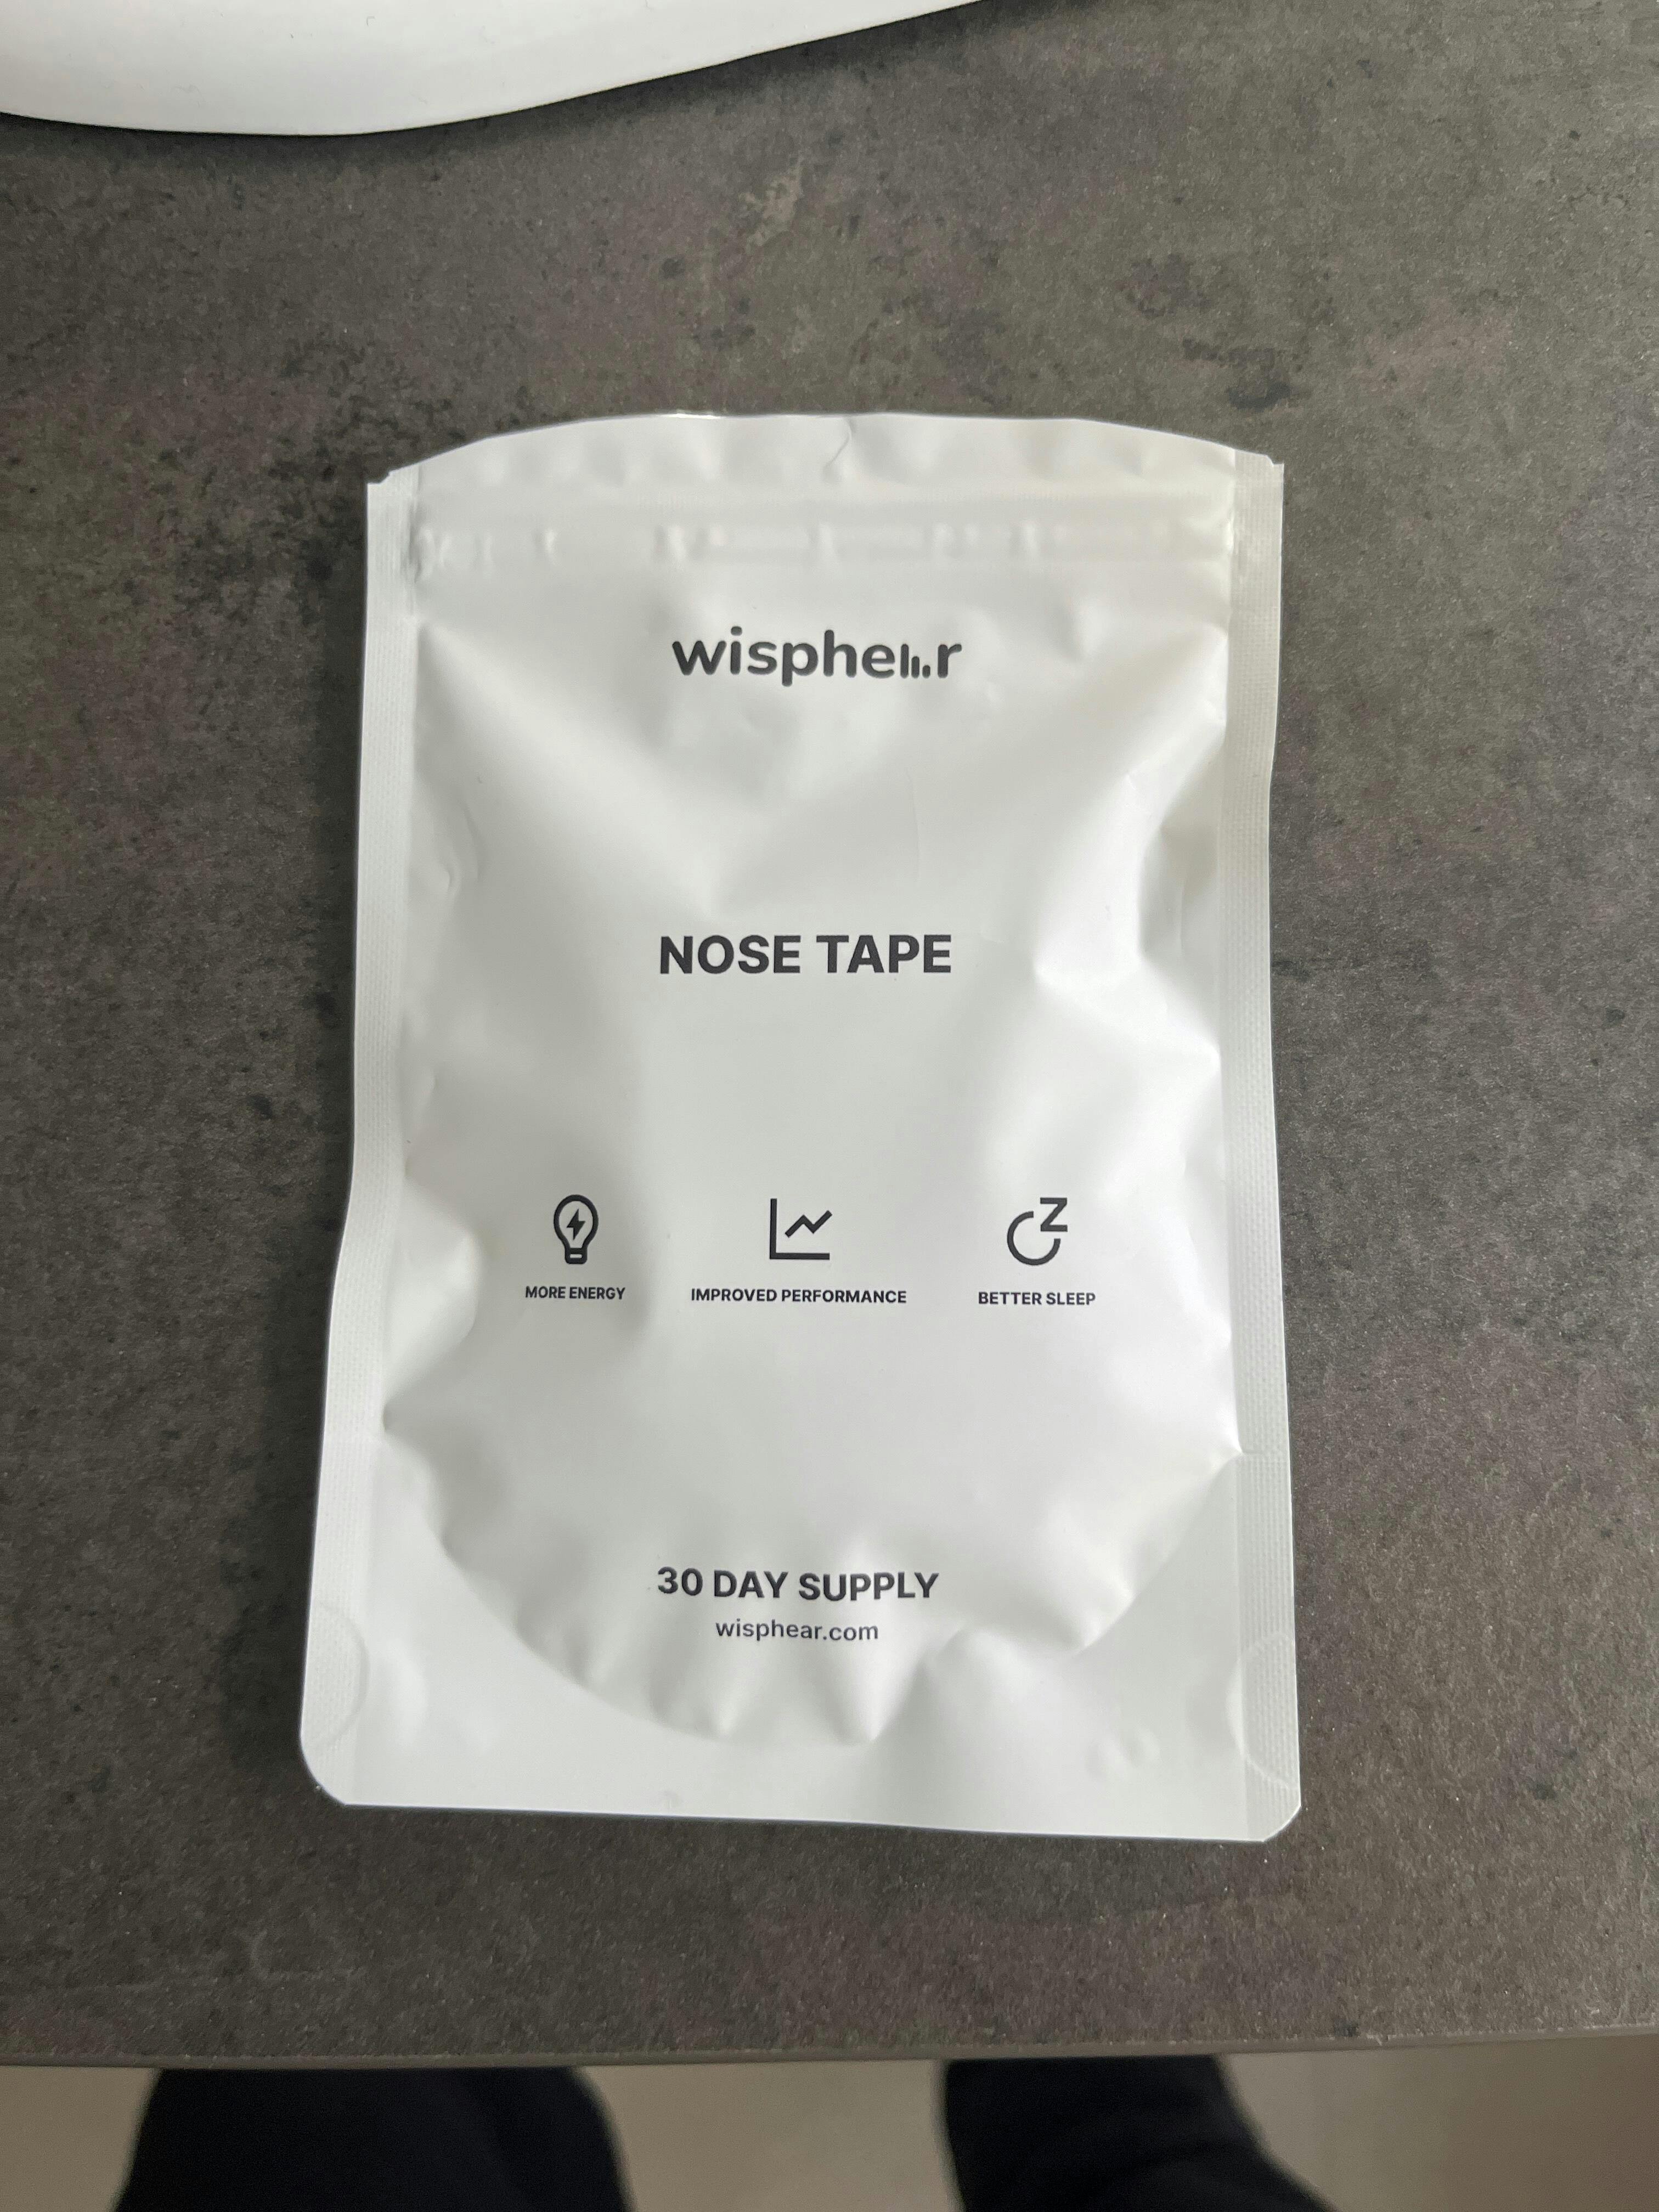 wisphear
NOSE TAPE
MORE ENERGY
IMPROVED PERFORMANCE
BETTER SLEEP
30 DAY SUPPLY
wisphear.com